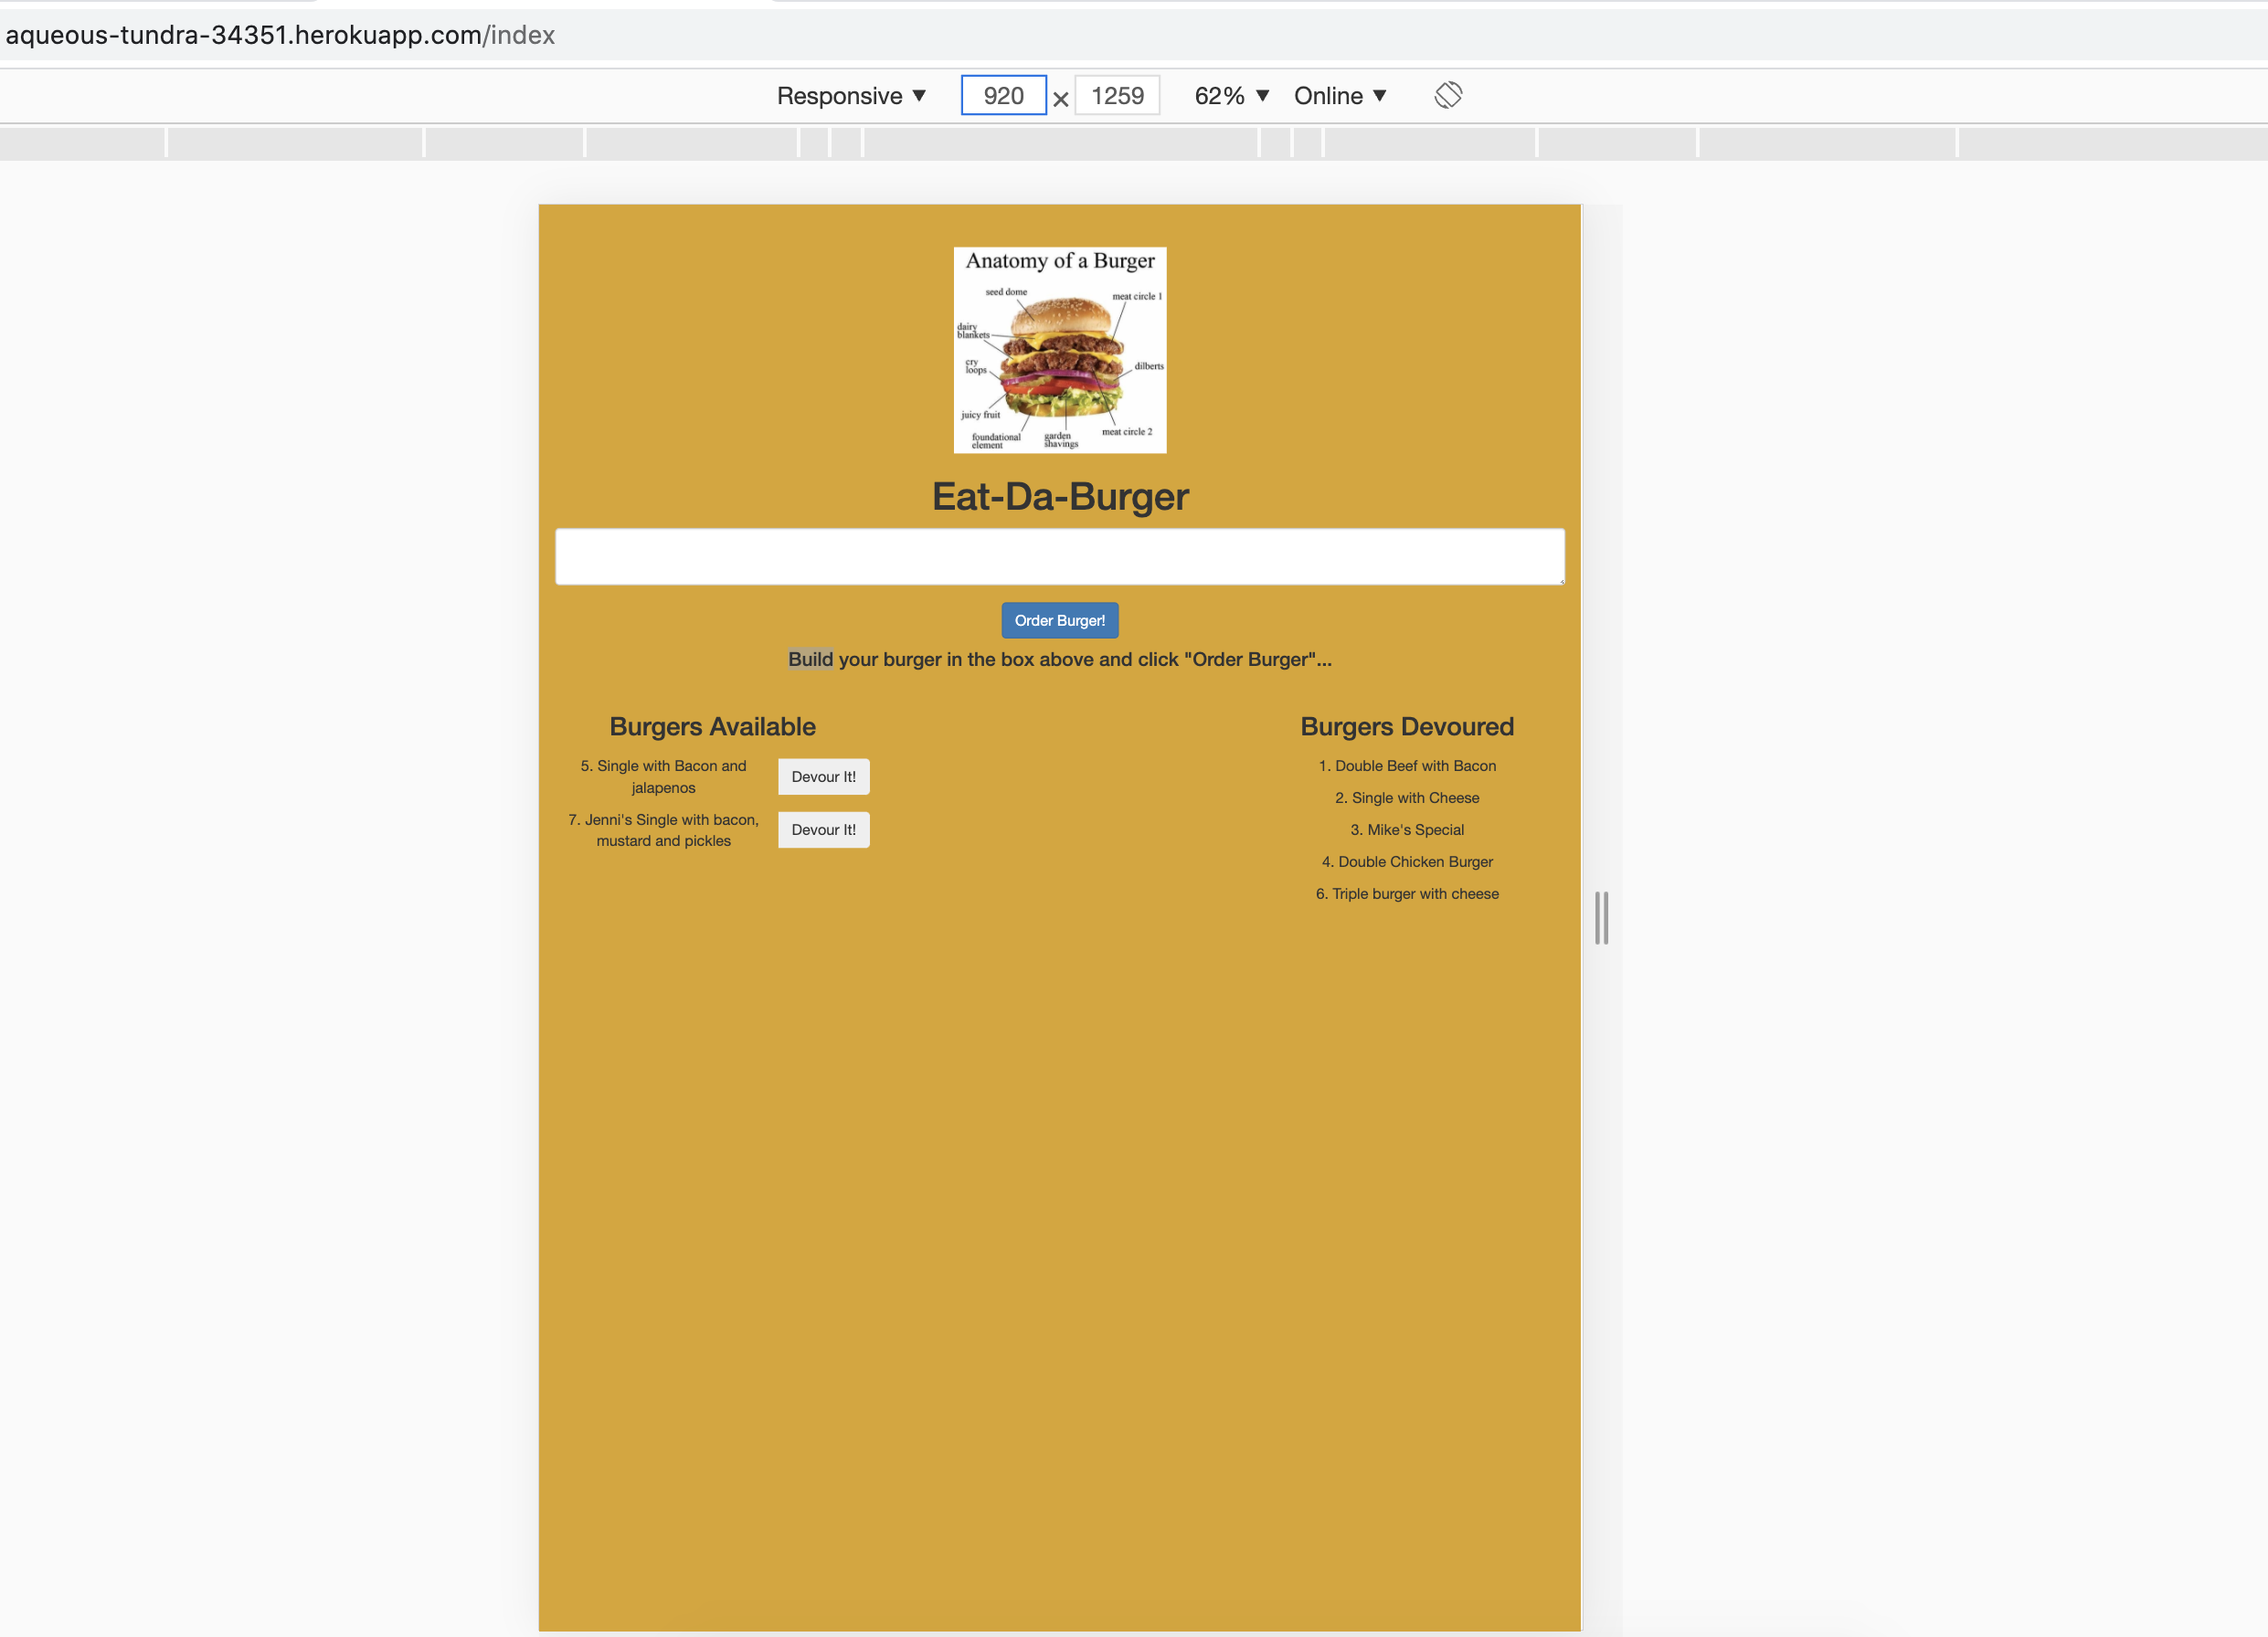 aqueous-tundra-34351.herokuapp.com/index
Responsive ▼ 920 × 1259 62% ▼ Online ▼
Anatomy of a Burger
seed dome
meat circle 1
dairy
blankets
cry
loops
dilberts
juicy fruit
meat circle 2
foundational
element
garden
shavings
Eat-Da-Burger
Order Burger!
Build your burger in the box above and click "Order Burger"...
Burgers Available
5. Single with Bacon and
jalapenos
Devour It!
7. Jenni's Single with bacon,
mustard and pickles
Devour It!
Burgers Devoured
1. Double Beef with Bacon
2. Single with Cheese
3. Mike's Special
4. Double Chicken Burger
6. Triple burger with cheese